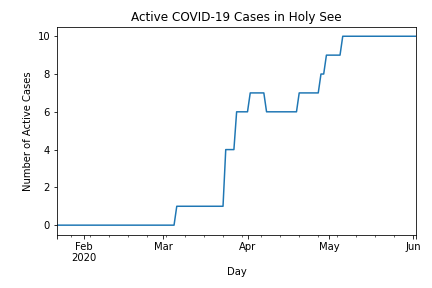 Active COVID-19 Cases in Holy See
Number of Active Cases
10
8
6
4
2
0
Feb Mar Apr May Jun
2020
Day